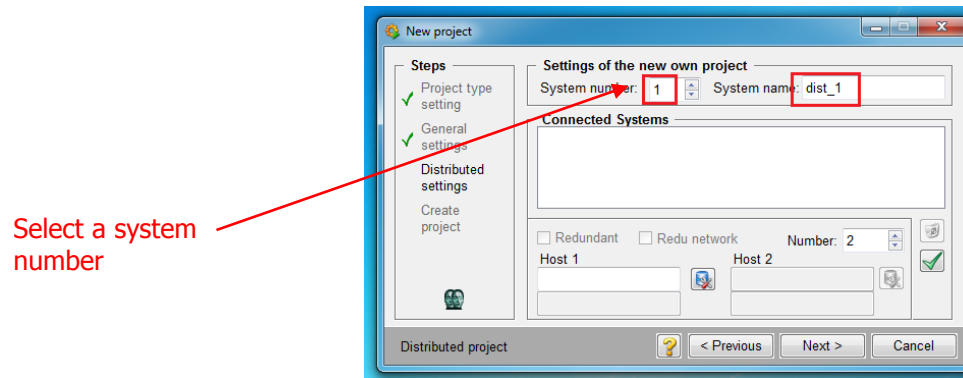 New project
Steps
Project type
setting
General
settings
Distributed
settings
Create
project
Settings of the new own project
System number: 1 System name: dist_1
Connected Systems
Redundant Redu network Number: 2
Host 1 Host 2
Select a system
number
Distributed project ? < Previous Next > Cancel